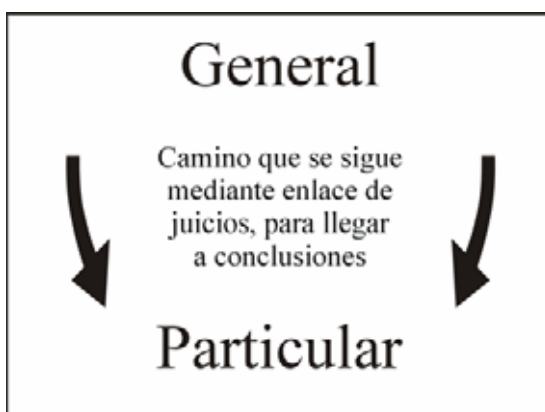 General
Camino que se sigue
mediante enlace de
juicios, para llegar
a conclusiones
Particular